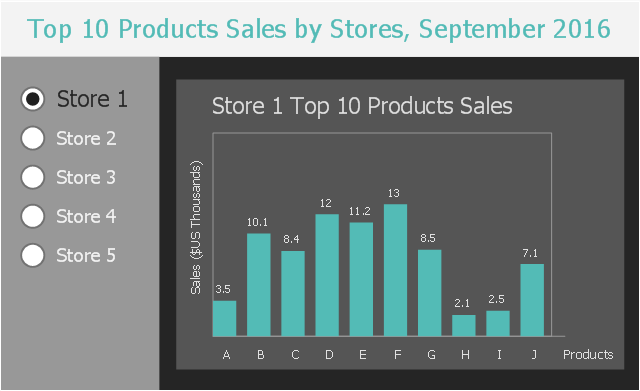 Top 10 Products Sales by Stores, September 2016
Store 1
Store 2
Store 3
Store 4
Store 5
Store 1 Top 10 Products Sales
Sales ($US Thousands)
3.5 10.1 8.4 12 11.2 13 8.5 2.1 2.5 7.1
A B C D E F G H I J Products